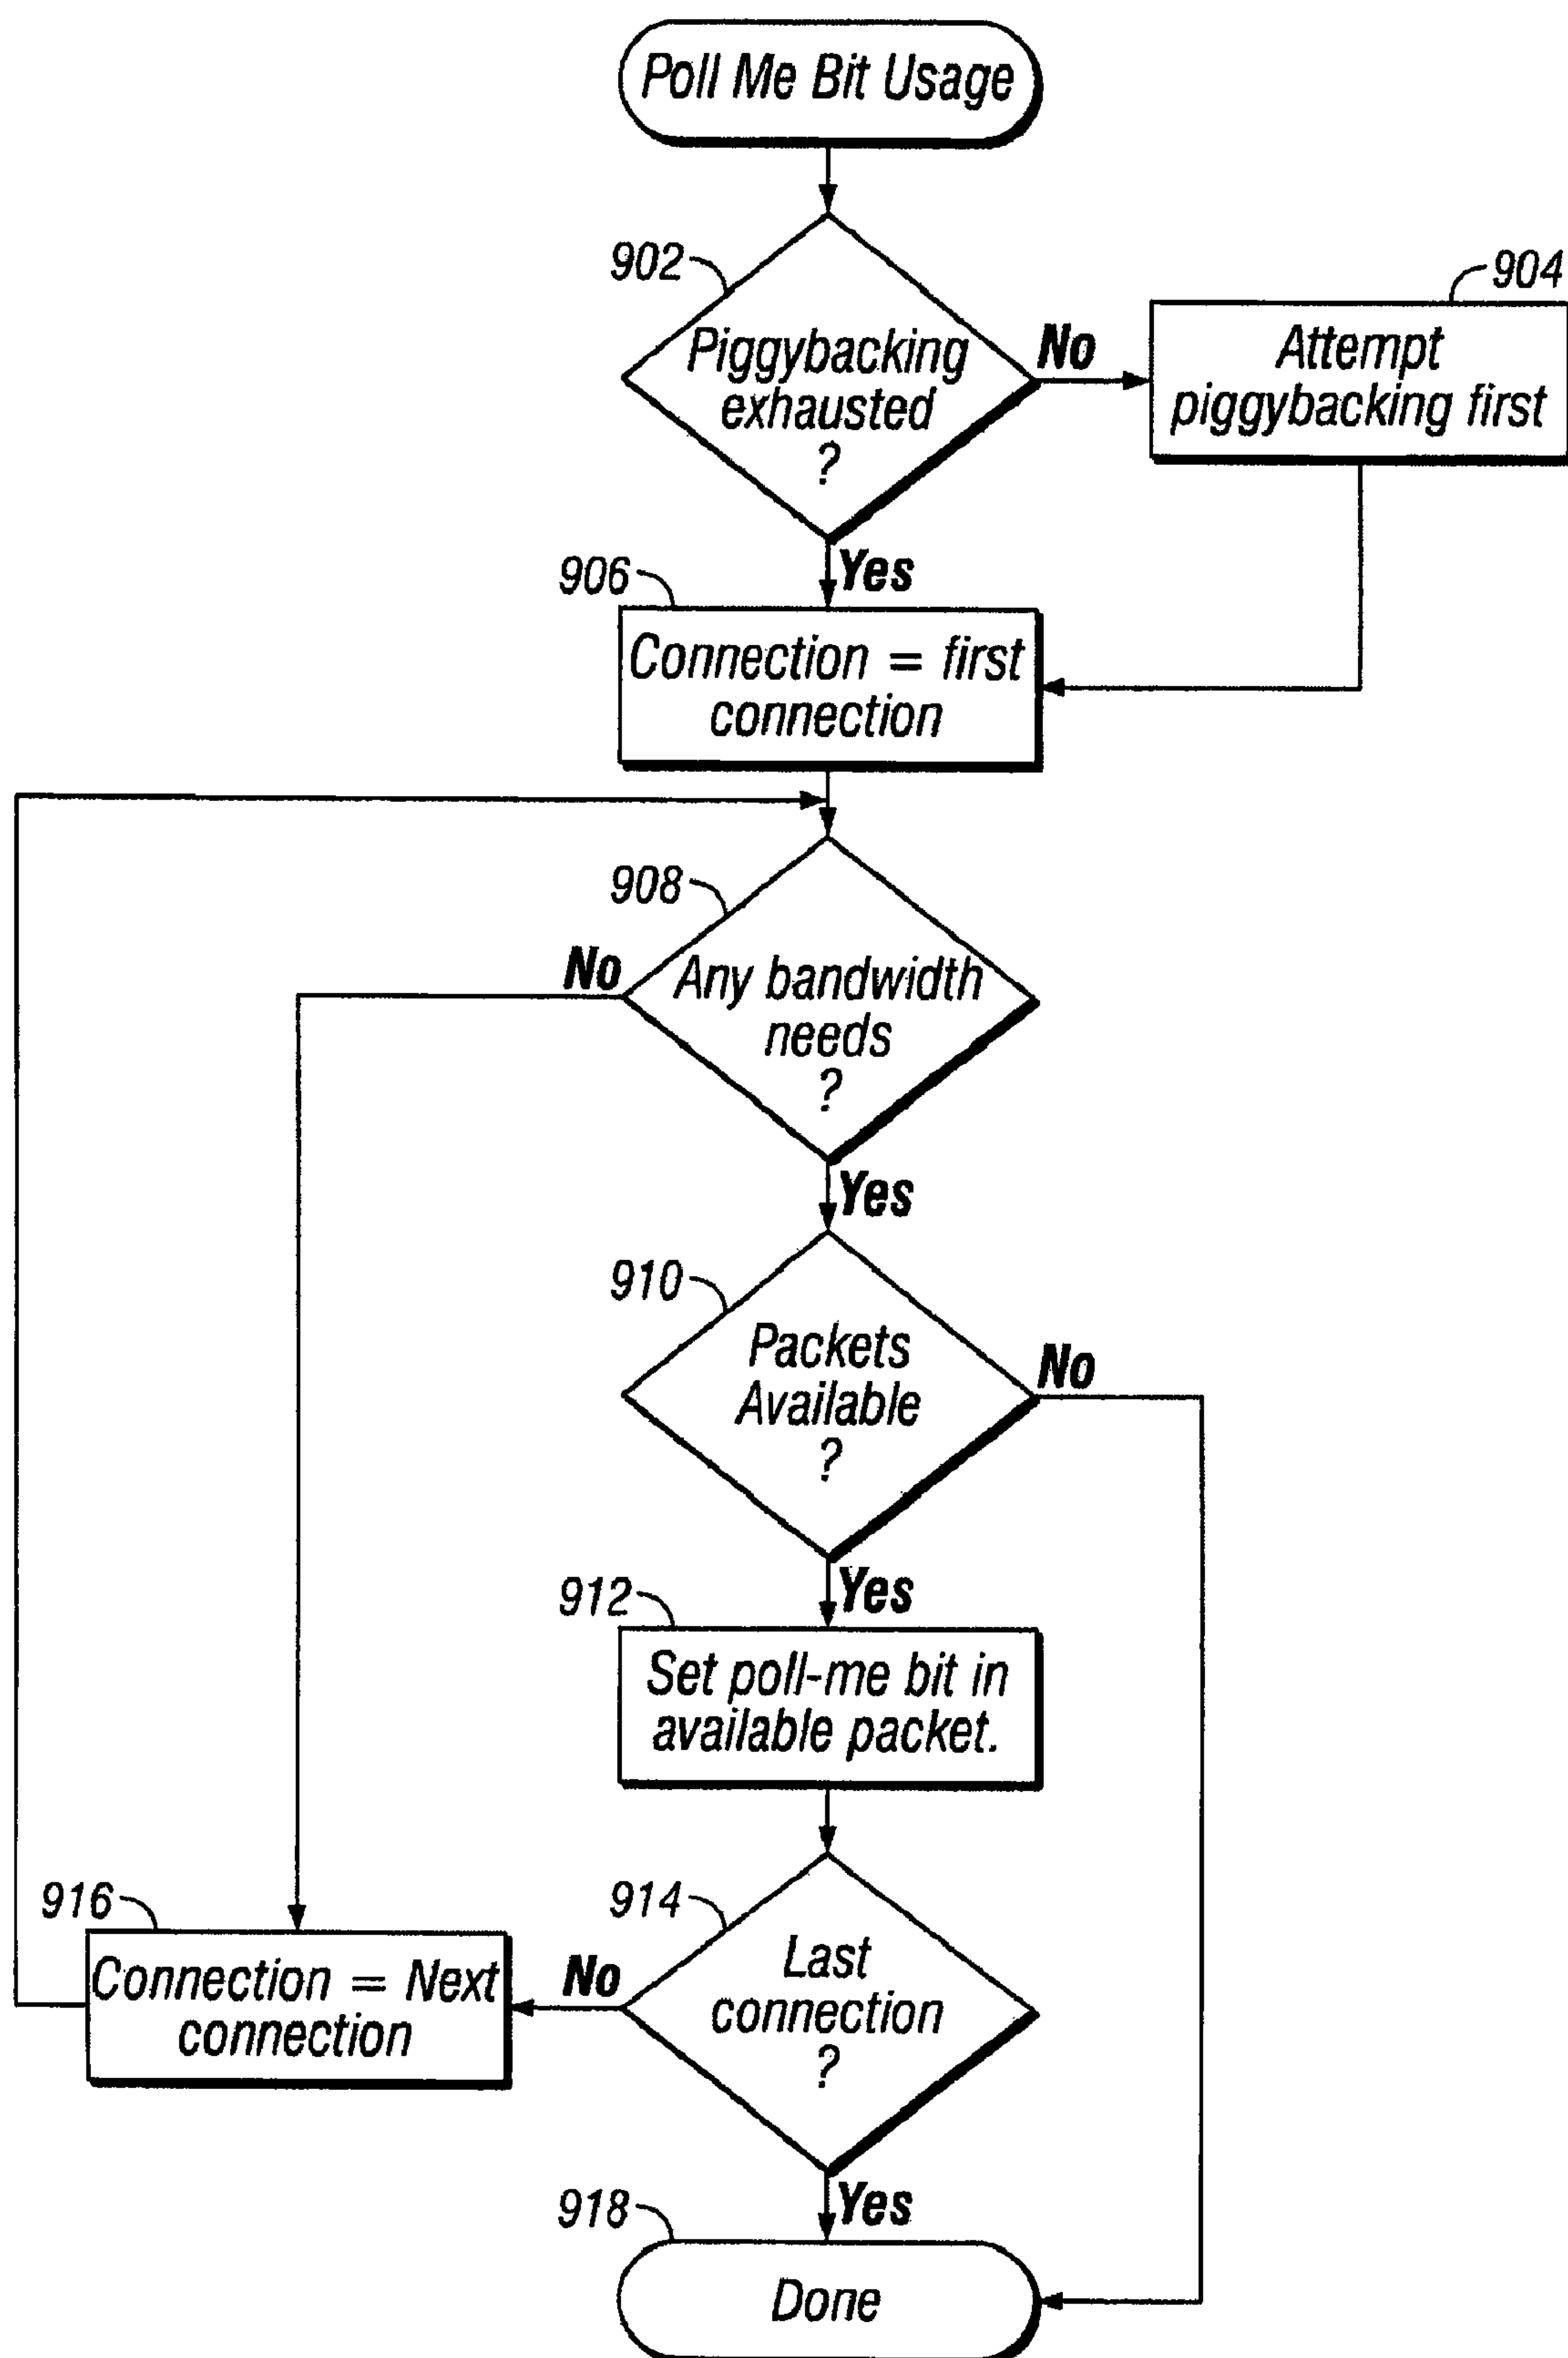 Poll Me Bit Usage
902
904
Piggybacking
exhausted
?
No
Attempt
piggybacking first
Yes
906
Connection = first
connection
908
No
Any bandwidth
needs
?
Yes
910
Packets
Available
?
No
Yes
912
Set poll-me bit in
available packet.
916
914
Connection = Next
connection
No
Last
connection
?
Yes
918
Done